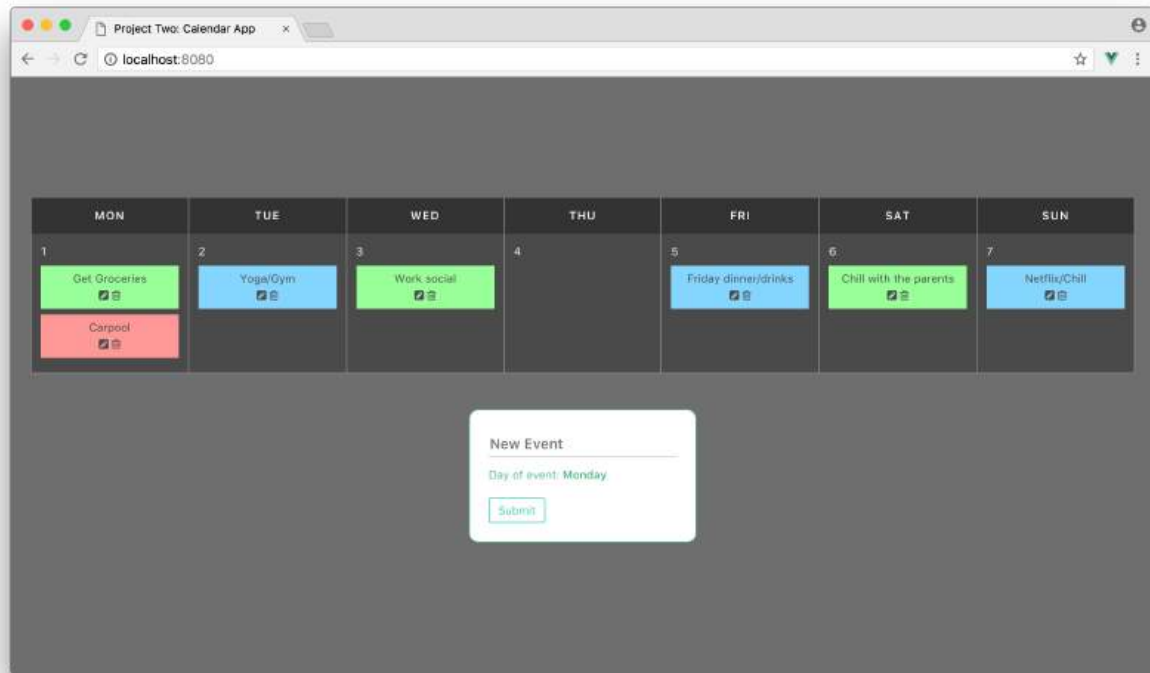 Project Two: Calendar App
localhost:8080
MON TUE WED THU FRI SAT SUN
1 2 3 4 5 6 7
Get Groceries Yoga/Gym Work social Friday dinner/drinks Chill with the parents Netflix/Chill
Carpool
New Event
Day of event: Monday
Submit